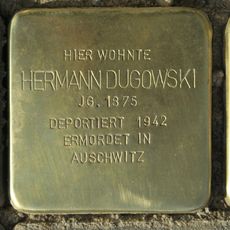 HIER WOHNTE
HERMANN DUGOWSKI
JG. 1875
DEPORTIERT 1942
ERMORDET IN
AUSCHWITZ